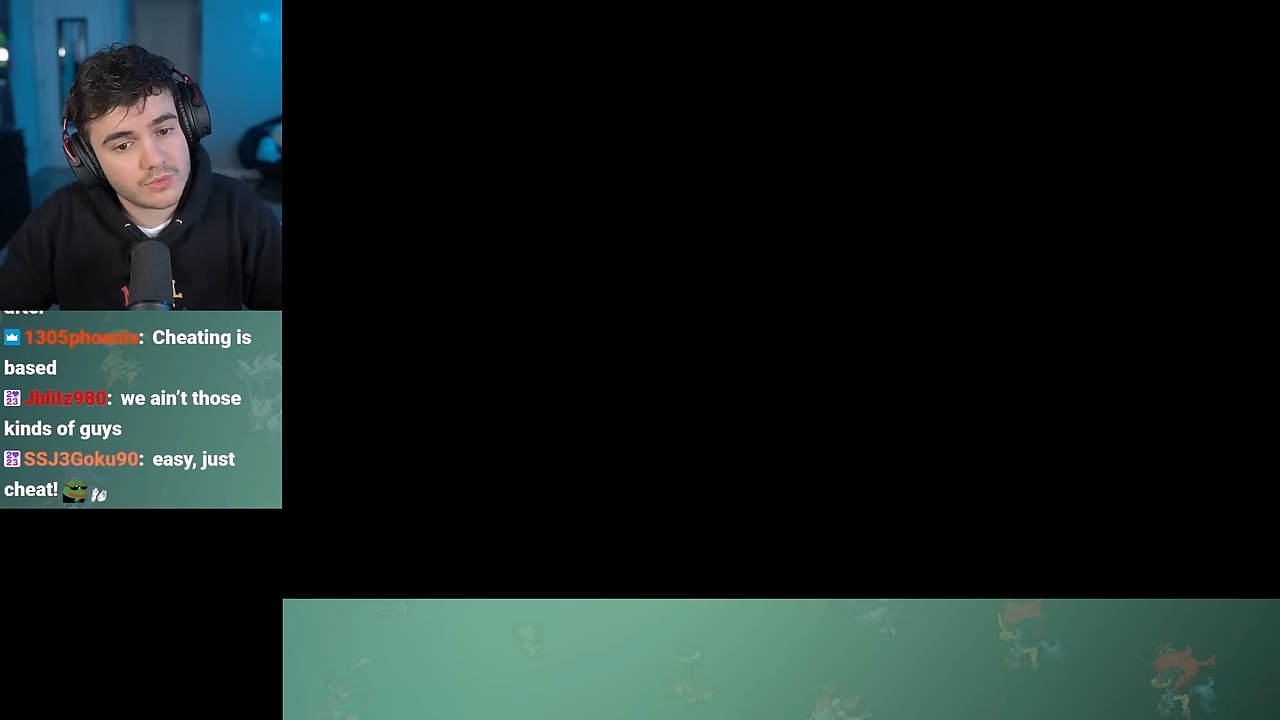 1305phoenix: Cheating is
based
Jblitz980: we ain't those
kinds of guys
SSJ3Goku90: easy, just
cheat!